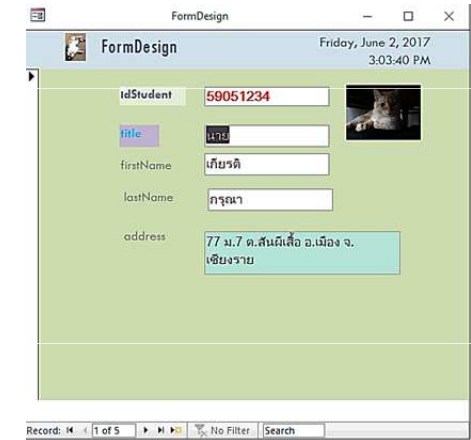 FormDesign
FormDesign
Friday, June 2, 2017
3:03:40 PM
IdStudent 59051234
title นาย
firstName เกียรติ
lastName กรุณา
address 77 ม.7 ต.สันผีเสื้อ อ.เมือง จ.
เชียงราย
Record: 1 of 5 No Filter Search